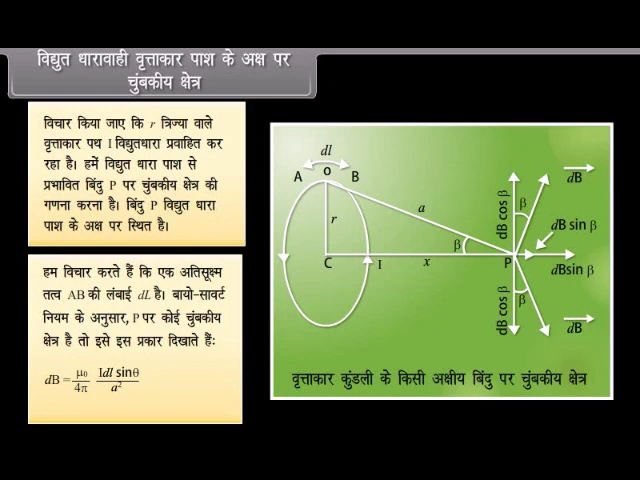 विद्युत धारावाही वृत्ताकार पाश के अक्ष पर
चुंबकीय क्षेत्र
विचार किया जाए कि r त्रिज्या वाले
वृत्ताकार पथ I विद्युतधारा प्रवाहित कर
रहा है। हमें विद्युत धारा पाश से
प्रभावित बिंदु P पर चुंबकीय क्षेत्र की
गणना करना है। बिंदु P विद्युत धारा
पाश के अक्ष पर स्थित है।
हम विचार करते हैं कि एक अतिसूक्ष्म
तत्व AB की लंबाई dL है। बायो-सावर्ट
नियम के अनुसार, P पर कोई चुंबकीय
क्षेत्र है तो इसे इस प्रकार दिखाते हैं:
dB = μ₀/4π Idl sinθ/a²
dl
A O B
r
a
C
I
x
β
P
dB cos β
β
dB
dB sin β
dBsin β
dB cos β
β
dB
वृत्ताकार कुंडली के किसी अक्षीय बिंदु पर चुंबकीय क्षेत्र